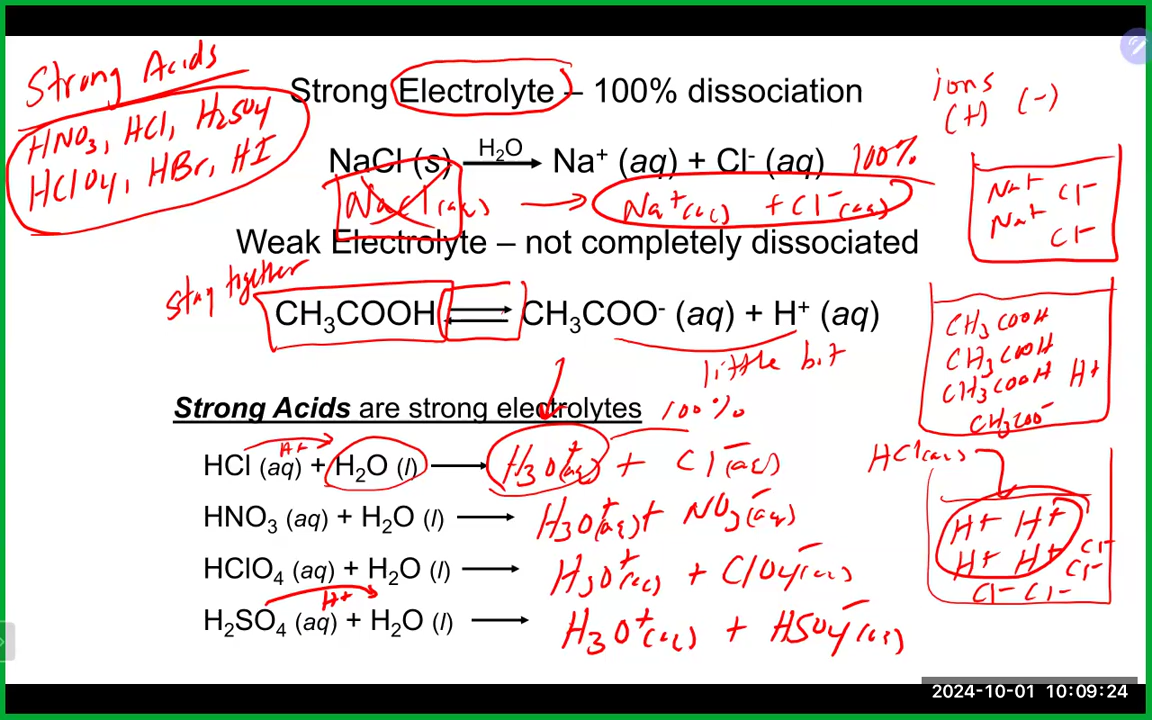 Strong Acids
HNO₃, HCl, H₂SO₄
HClO₄, HBr, HI
Strong Electrolyte – 100% dissociation
ions
(+) (-)
NaCl (s) H₂O → Na⁺ (aq) + Cl⁻ (aq) 100%
NaCl(aq) → Na⁺(aq) + Cl⁻(aq)
Na⁺ Cl⁻
Na⁺ Cl⁻
Weak Electrolyte – not completely dissociated
stay together
CH₃COOH ⇌ CH₃COO⁻ (aq) + H⁺ (aq)
little bit
CH₃COOH
CH₃COOH
CH₃COOH H⁺
CH₃COO⁻
Strong Acids are strong electrolytes 100%
H⁺
HCl (aq) + H₂O (l) → H₃O⁺(aq) + Cl⁻(aq)
HNO₃ (aq) + H₂O (l) → H₃O⁺(aq) + NO₃⁻(aq)
HClO₄ (aq) + H₂O (l) → H₃O⁺(aq) + ClO₄⁻(aq)
H⁺
H₂SO₄ (aq) + H₂O (l) → H₃O⁺(aq) + HSO₄⁻(aq)
HCl(aq)
H⁺ H⁺
H⁺ H⁺ Cl⁻
Cl⁻
Cl⁻ Cl⁻
2024-10-01 10:09:24